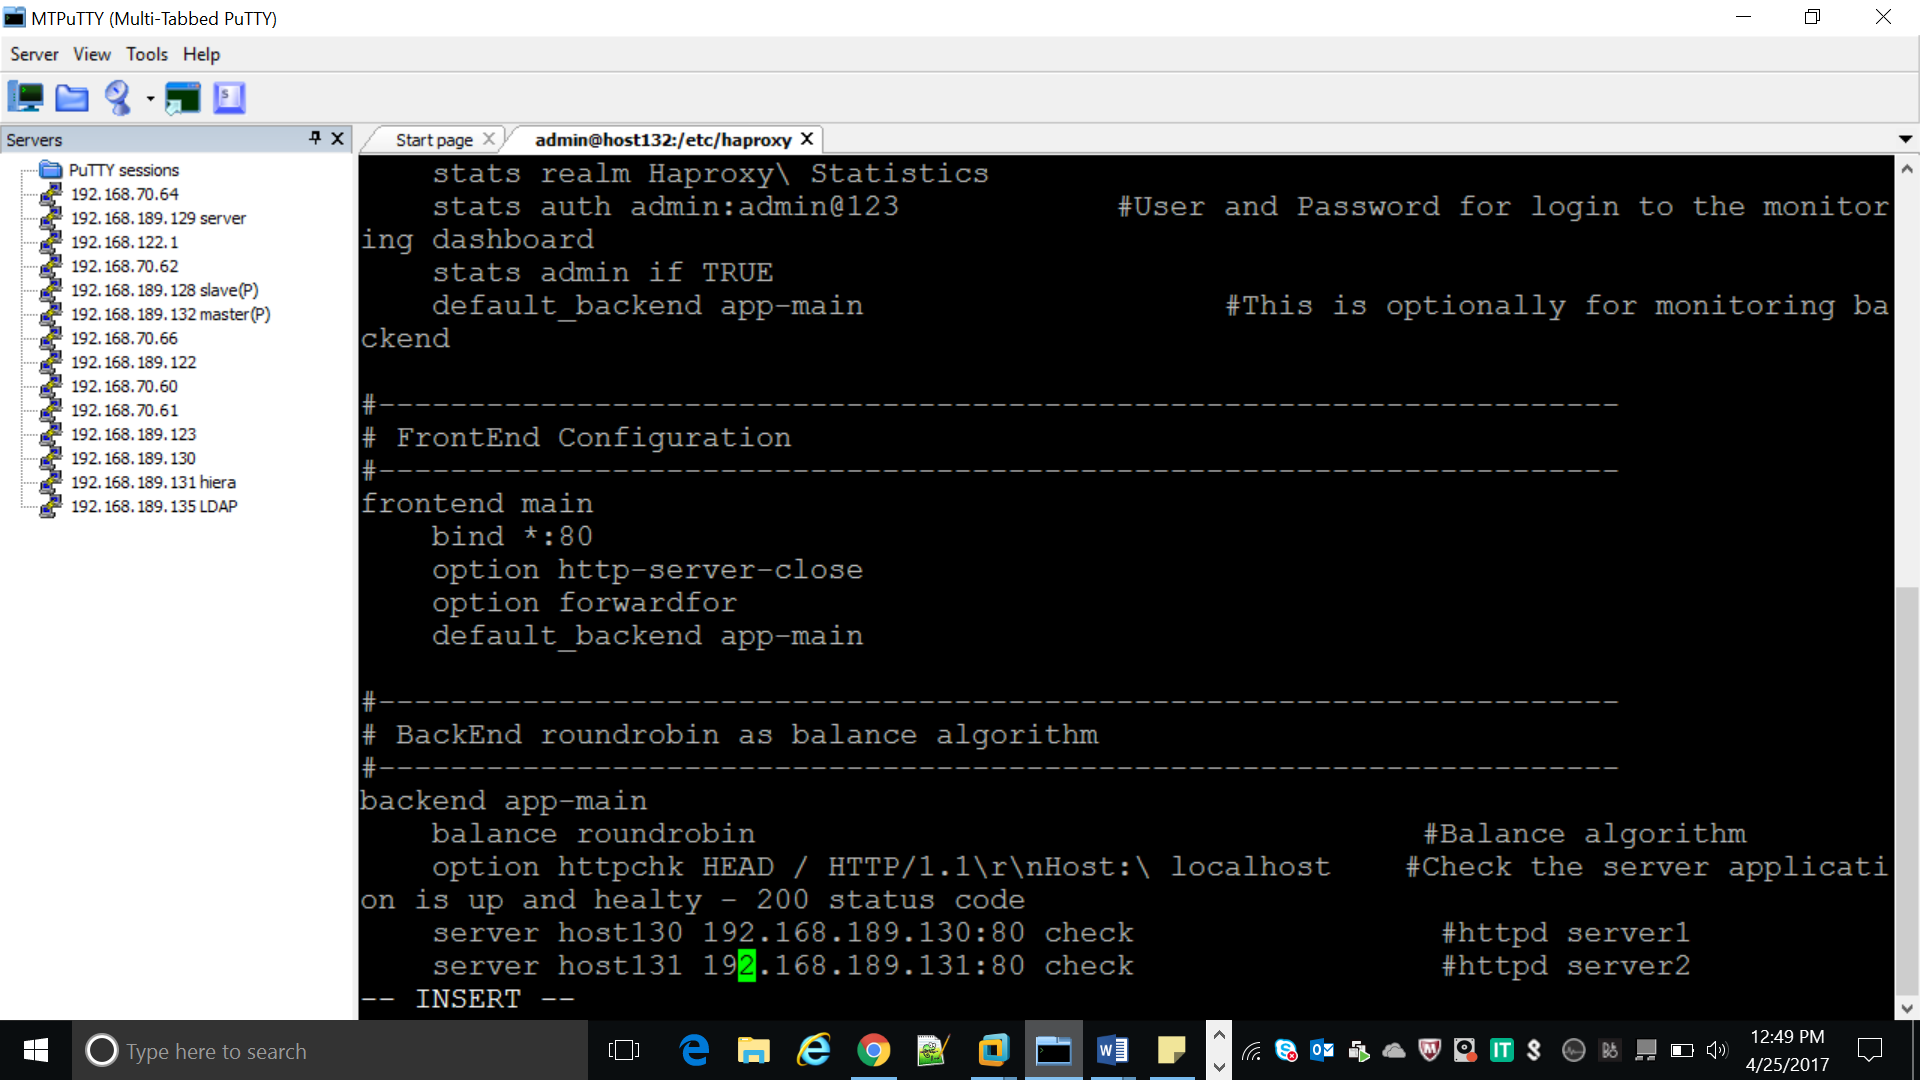 MTPuTTY (Multi-Tabbed PuTTY)
Server View Tools Help
Servers
PuTTY sessions
192.168.70.64
192.168.189.129 server
192.168.122.1
192.168.70.62
192.168.189.128 slave(P)
192.168.189.132 master(P)
192.168.70.66
192.168.189.122
192.168.70.60
192.168.70.61
192.168.189.123
192.168.189.130
192.168.189.131 hiera
192.168.189.135 LDAP
Start page
admin@host132:/etc/haproxy
stats realm Haproxy\ Statistics
stats auth admin:admin@123 #User and Password for login to the monitor
ing dashboard
stats admin if TRUE
default_backend app-main #This is optionally for monitoring ba
ckend
#---------------------------------------------------------------------
# FrontEnd Configuration
#---------------------------------------------------------------------
frontend main
bind *:80
option http-server-close
option forwardfor
default_backend app-main
#---------------------------------------------------------------------
# BackEnd roundrobin as balance algorithm
#---------------------------------------------------------------------
backend app-main
balance roundrobin #Balance algorithm
option httpchk HEAD / HTTP/1.1\r\nHost:\ localhost #Check the server applicati
on is up and healty - 200 status code
server host130 192.168.189.130:80 check #httpd server1
server host131 192.168.189.131:80 check #httpd server2
-- INSERT --
Type here to search
12:49 PM
4/25/2017